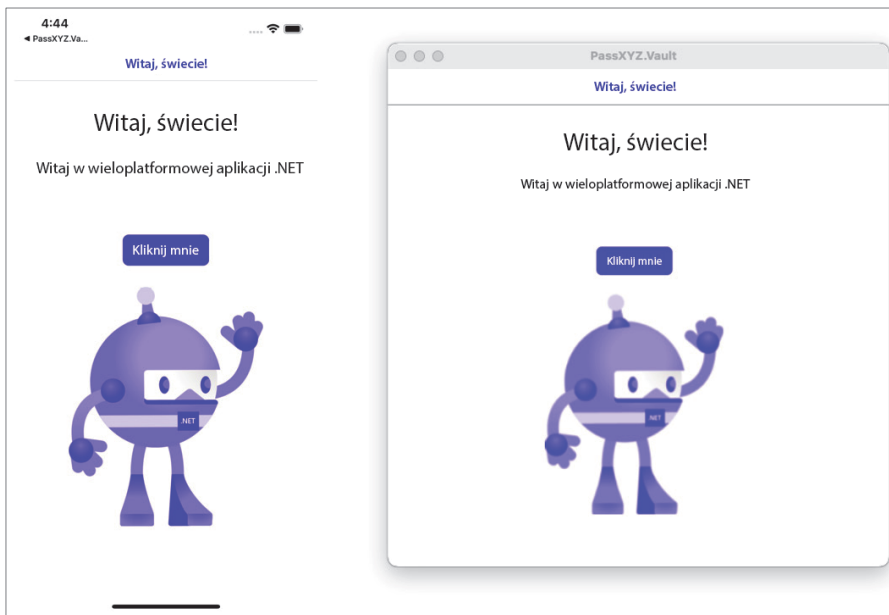 4:44
◀ PassXYZ.Va...
Witaj, świecie!
Witaj, świecie!
Witaj w wieloplatformowej aplikacji .NET
Kliknij mnie
.NET
PassXYZ.Vault
Witaj, świecie!
Witaj, świecie!
Witaj w wieloplatformowej aplikacji .NET
Kliknij mnie
.NET